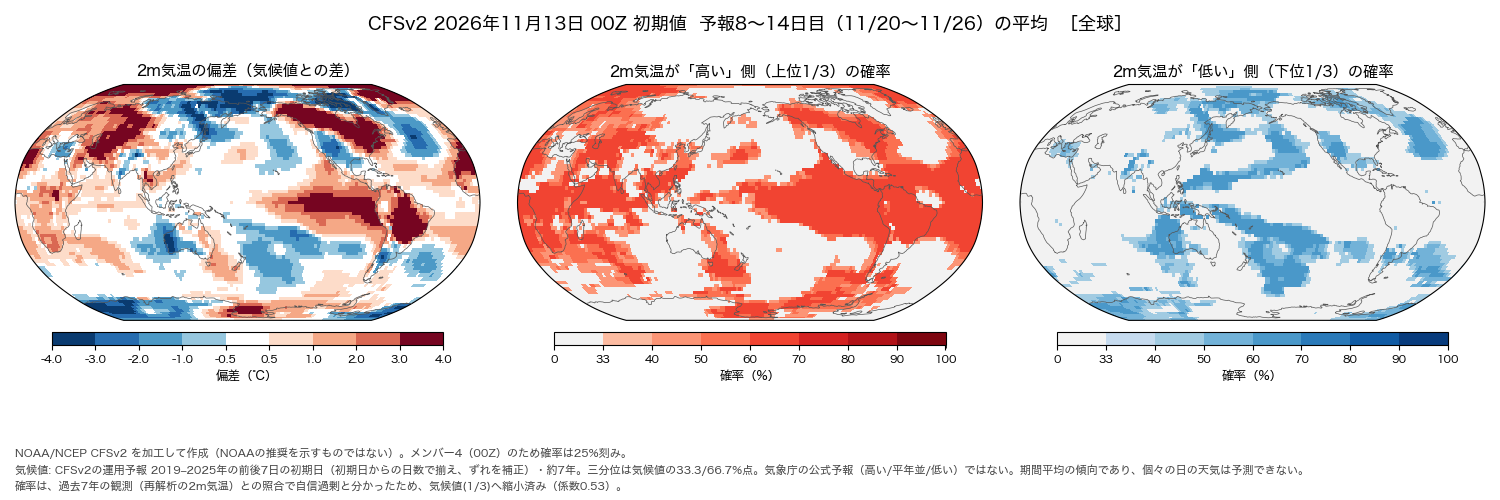 CFSv2 2026年11月13日 00Z 初期値 予報8～14日目（11/20～11/26）の平均 ［全球］
2m気温の偏差（気候値との差）
2m気温が「高い」側（上位1/3）の確率
2m気温が「低い」側（下位1/3）の確率
-4.0 -3.0 -2.0 -1.0 -0.5 0.5 1.0 2.0 3.0 4.0
偏差（℃）
0 33 40 50 60 70 80 90 100
確率（%）
0 33 40 50 60 70 80 90 100
確率（%）
NOAA/NCEP CFSv2 を加工して作成（NOAAの推奨を示すものではない）。メンバー4（00Z）のため確率は25%刻み。
気候値: CFSv2の運用予報 2019–2025年の前後7日の初期日（初期日からの日数で揃え、ずれを補正）・約7年。三分位は気候値の33.3/66.7%点。気象庁の公式予報（高い/平年並/低い）ではない。期間平均の傾向であり、個々の日の天気は予測できない。
確率は、過去7年の観測（再解析の2m気温）との照合で自信過剰と分かったため、気候値(1/3)へ縮小済み（係数0.53）。